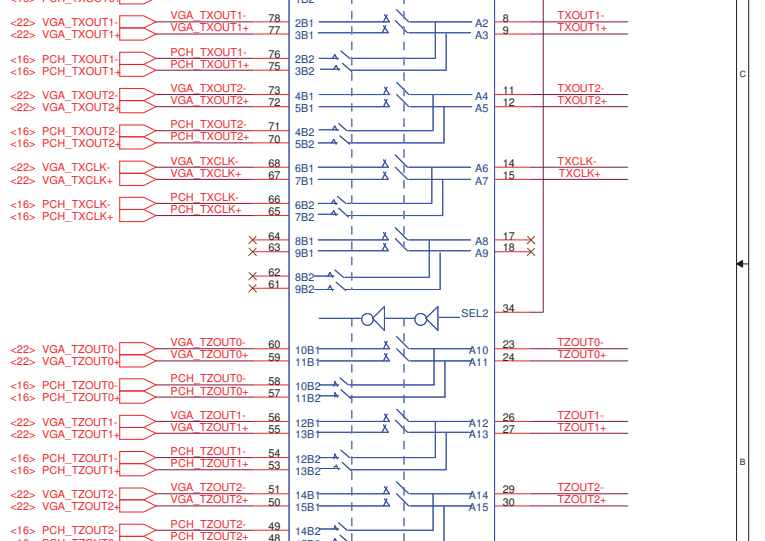 1B2
<22> VGA_TXOUT1- VGA_TXOUT1- 78 2B1 A2 8 TXOUT1-
<22> VGA_TXOUT1+ VGA_TXOUT1+ 77 3B1 A3 9 TXOUT1+
<16> PCH_TXOUT1- PCH_TXOUT1- 76 2B2
<16> PCH_TXOUT1+ PCH_TXOUT1+ 75 3B2
C
<22> VGA_TXOUT2- VGA_TXOUT2- 73 4B1 A4 11 TXOUT2-
<22> VGA_TXOUT2+ VGA_TXOUT2+ 72 5B1 A5 12 TXOUT2+
<16> PCH_TXOUT2- PCH_TXOUT2- 71 4B2
<16> PCH_TXOUT2+ PCH_TXOUT2+ 70 5B2
<22> VGA_TXCLK- VGA_TXCLK- 68 6B1 A6 14 TXCLK-
<22> VGA_TXCLK+ VGA_TXCLK+ 67 7B1 A7 15 TXCLK+
<16> PCH_TXCLK- PCH_TXCLK- 66 6B2
<16> PCH_TXCLK+ PCH_TXCLK+ 65 7B2
64 8B1 A8 17
63 9B1 A9 18
62 8B2
61 9B2
SEL2 34
<22> VGA_TZOUT0- VGA_TZOUT0- 60 10B1 A10 23 TZOUT0-
<22> VGA_TZOUT0+ VGA_TZOUT0+ 59 11B1 A11 24 TZOUT0+
<16> PCH_TZOUT0- PCH_TZOUT0- 58 10B2
<16> PCH_TZOUT0+ PCH_TZOUT0+ 57 11B2
<22> VGA_TZOUT1- VGA_TZOUT1- 56 12B1 A12 26 TZOUT1-
<22> VGA_TZOUT1+ VGA_TZOUT1+ 55 13B1 A13 27 TZOUT1+
<16> PCH_TZOUT1- PCH_TZOUT1- 54 12B2
<16> PCH_TZOUT1+ PCH_TZOUT1+ 53 13B2
B
<22> VGA_TZOUT2- VGA_TZOUT2- 51 14B1 A14 29 TZOUT2-
<22> VGA_TZOUT2+ VGA_TZOUT2+ 50 15B1 A15 30 TZOUT2+
<16> PCH_TZOUT2- PCH_TZOUT2- 49 14B2
PCH_TZOUT2+ 48